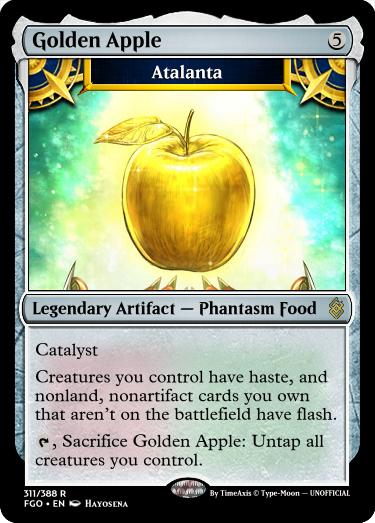 Golden Apple 5
Atalanta
Legendary Artifact — Phantasm Food
Catalyst
Creatures you control have haste, and
nonland, nonartifact cards you own
that aren't on the battlefield have flash.
, Sacrifice Golden Apple: Untap all
creatures you control.
311/388 R
FGO • EN Hayosena
By TimeAxis © Type-Moon — UNOFFICIAL